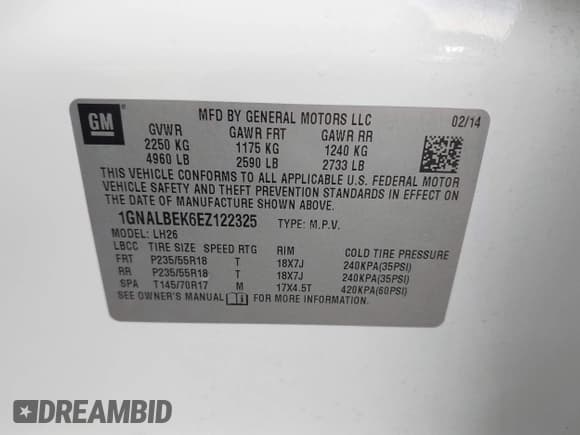 GM
®
MFD BY GENERAL MOTORS LLC 02/14
GVWR GAWR FRT GAWR RR
2250 KG 1175 KG 1240 KG
4960 LB 2590 LB 2733 LB
THIS VEHICLE CONFORMS TO ALL APPLICABLE U.S. FEDERAL MOTOR
VEHICLE SAFETY AND THEFT PREVENTION STANDARDS IN EFFECT ON
THE DATE OF MANUFACTURE SHOWN ABOVE.
1GNALBEK6EZ122325 TYPE: M.P.V.
MODEL: LH26
LBCC TIRE SIZE SPEED RTG RIM COLD TIRE PRESSURE
FRT P235/55R18 T 18X7J 240KPA(35PSI)
RR P235/55R18 T 18X7J 240KPA(35PSI)
SPA T145/70R17 M 17X4.5T 420KPA(60PSI)
SEE OWNER'S MANUAL FOR MORE INFORMATION.
DREAMBID